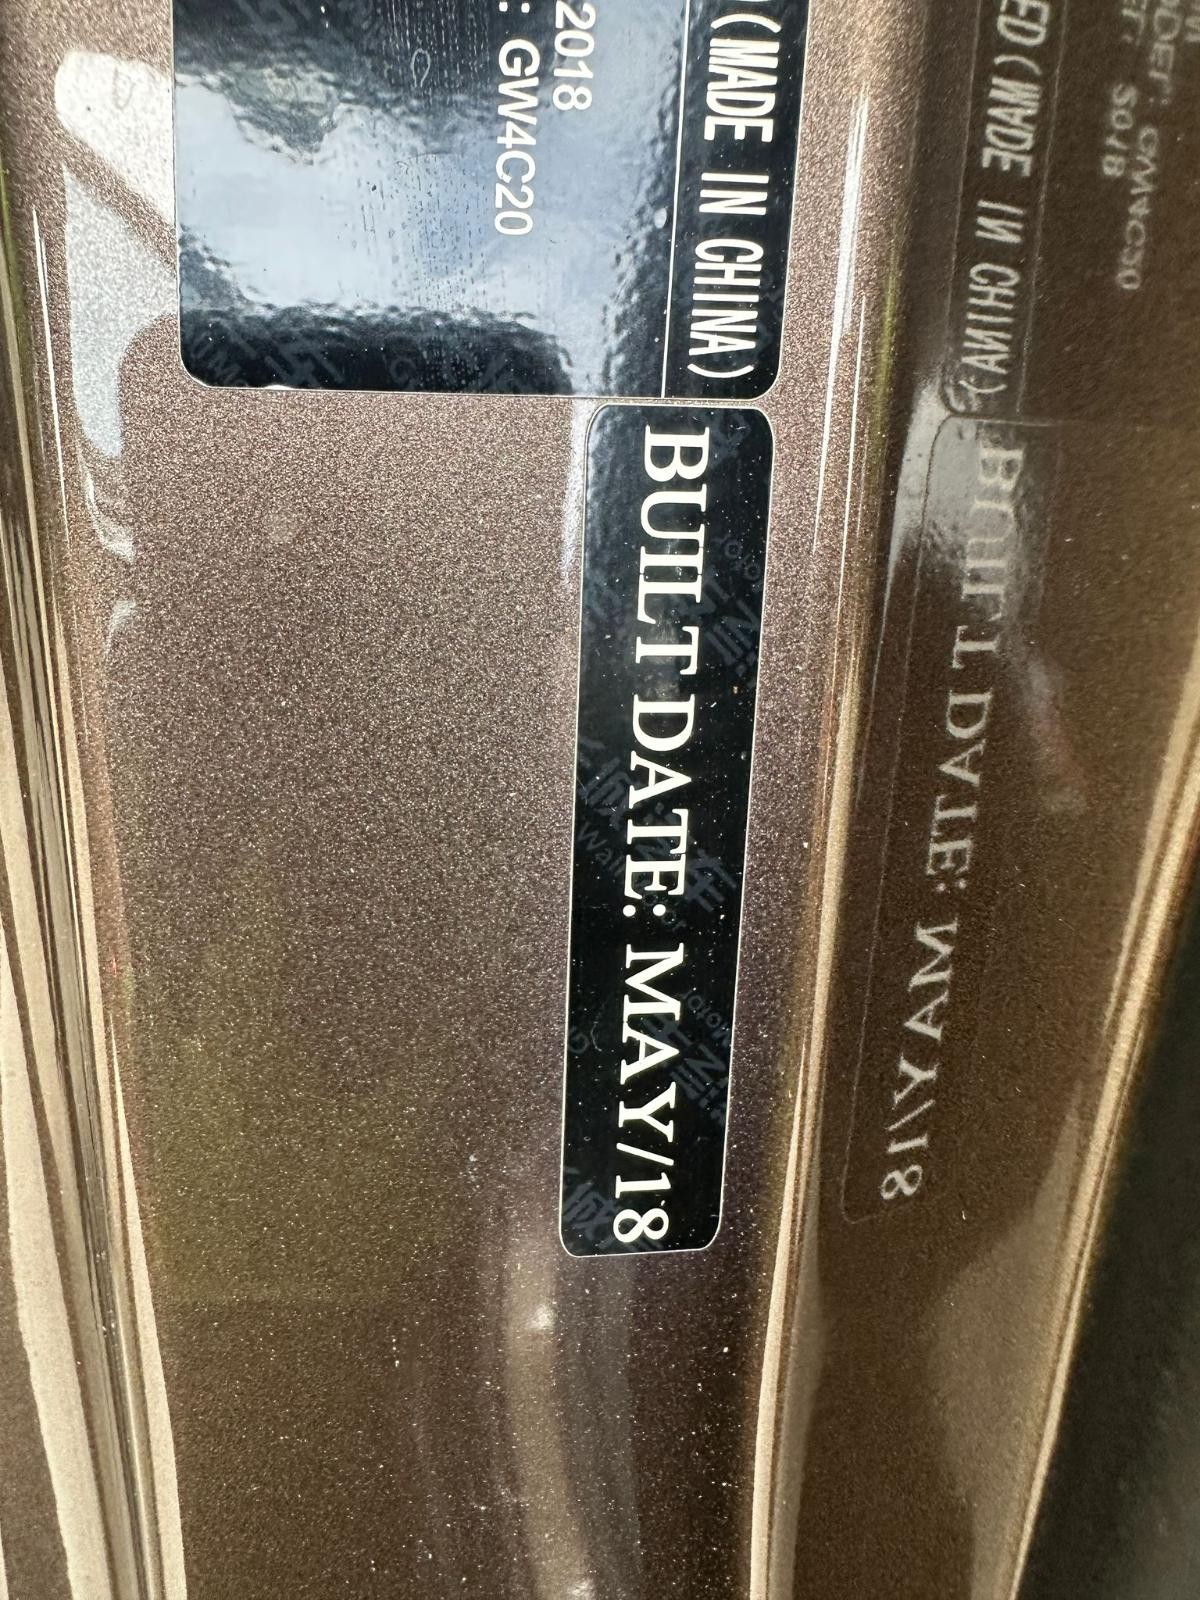 )(MADE IN CHINA)
2018
: GW4C20
BUILT DATE: MAY/18